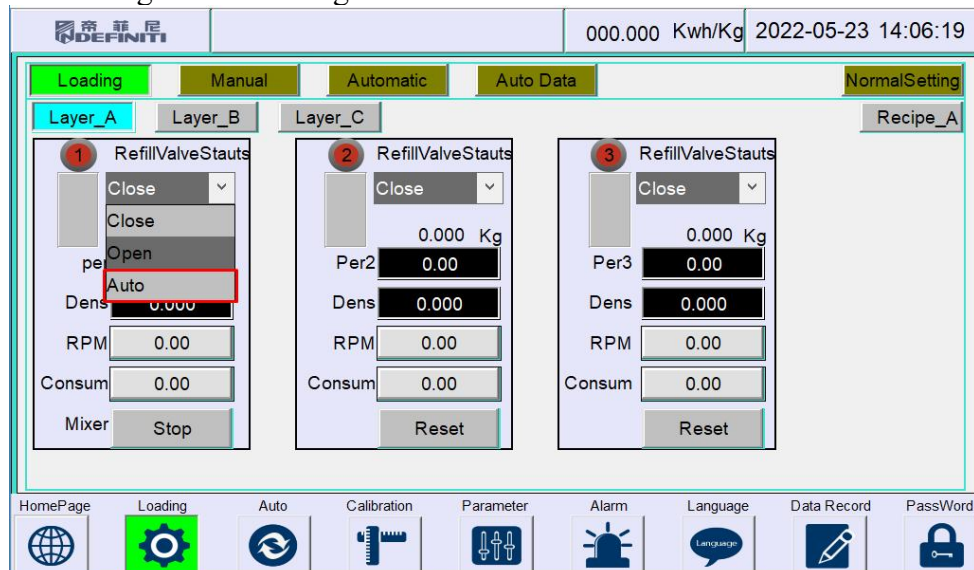 帝菲尼
DEFINITI
000.000 Kwh/Kg 2022-05-23 14:06:19
Loading Manual Automatic Auto Data NormalSetting
Layer_A Layer_B Layer_C Recipe_A
1 RefillValveStauts 2 RefillValveStauts 3 RefillValveStauts
Close Close Close
Close
0.000 Kg 0.000 Kg
Open
Per2 0.00 Per3 0.00
Auto
Dens 0.000 Dens 0.000 Dens 0.000
RPM 0.00 RPM 0.00 RPM 0.00
Consum 0.00 Consum 0.00 Consum 0.00
Mixer Stop Reset Reset
HomePage Loading Auto Calibration Parameter Alarm Language Data Record PassWord
Language